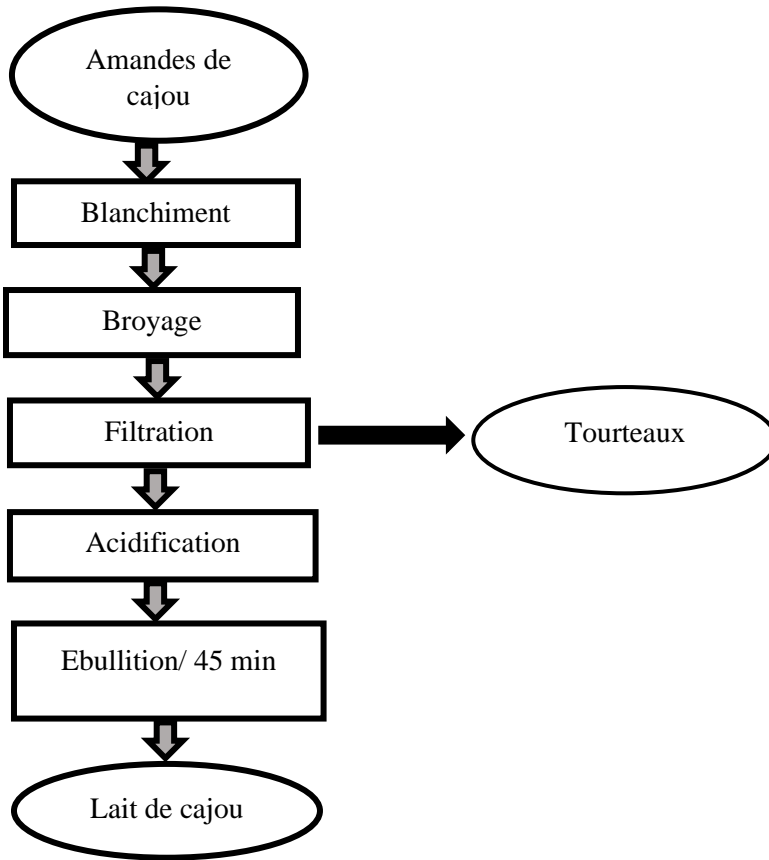 Amandes de
cajou
Blanchiment
Broyage
Filtration
Tourteaux
Acidification
Ebullition/ 45 min
Lait de cajou